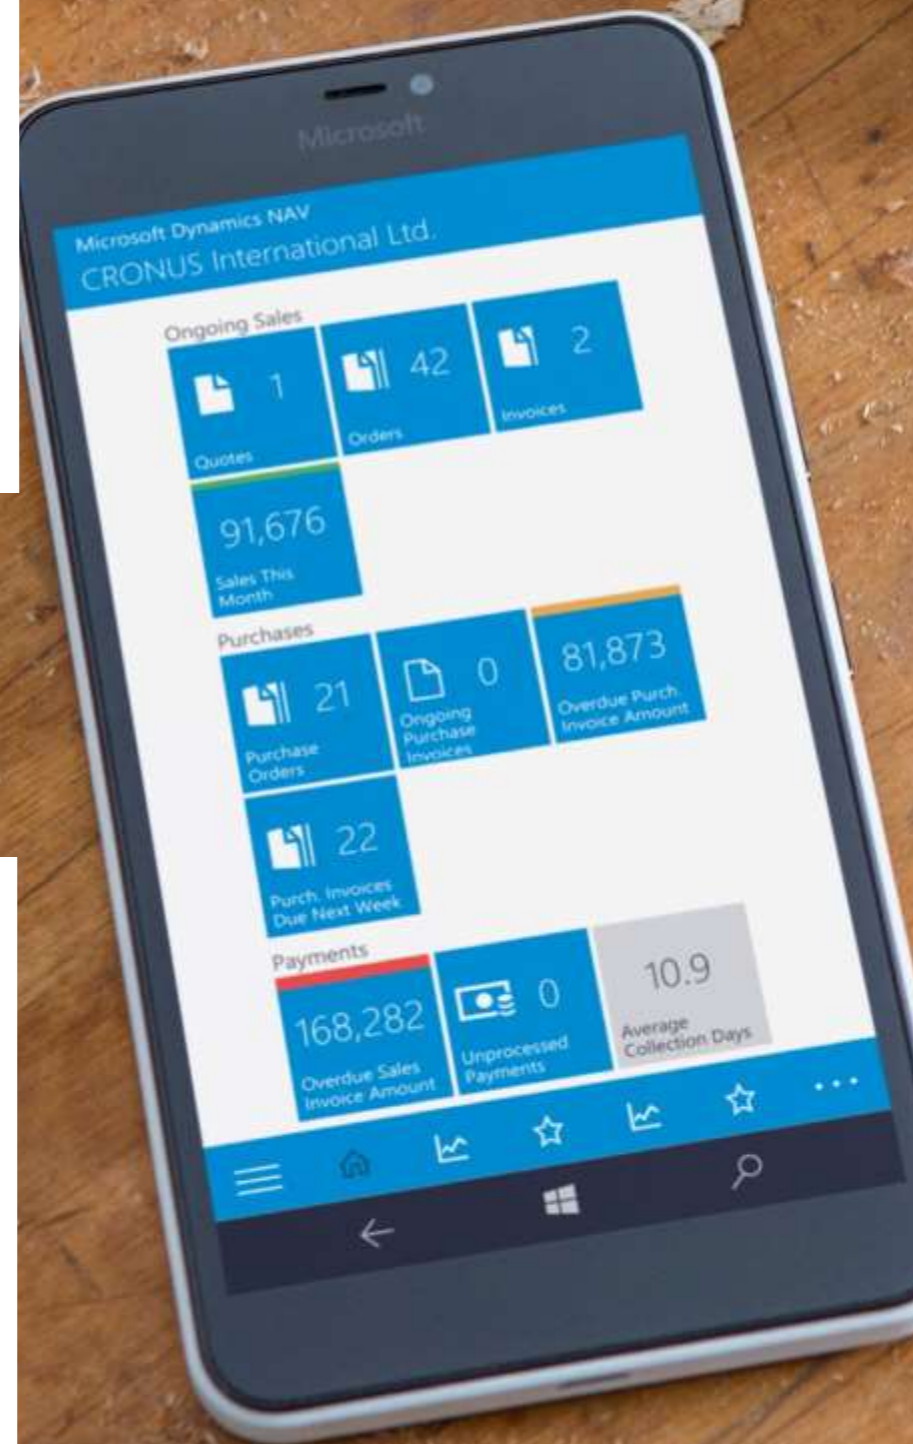 Microsoft
Microsoft Dynamics NAV
CRONUS International Ltd.
Ongoing Sales
1
Quotes
42
Orders
2
Invoices
91,676
Sales This
Month
Purchases
21
Purchase
Orders
0
Ongoing
Purchase
Invoices
81,873
Overdue Purch.
Invoice Amount
22
Purch. Invoices
Due Next Week
Payments
168,282
Overdue Sales
Invoice Amount
0
Unprocessed
Payments
10.9
Average
Collection Days